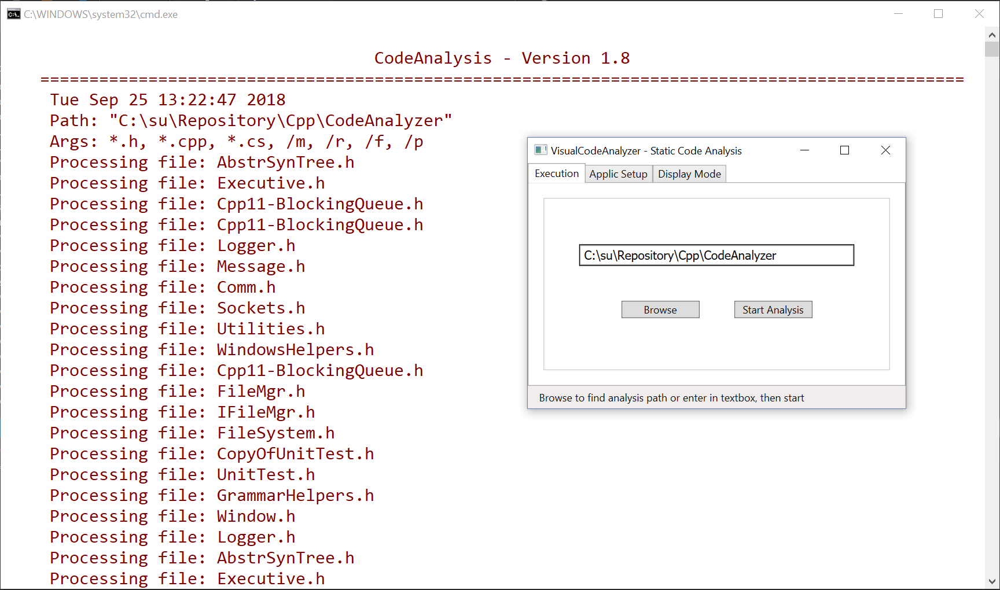 C:\WINDOWS\system32\cmd.exe
CodeAnalysis - Version 1.8
==============================================================================================
Tue Sep 25 13:22:47 2018
Path: "C:\su\Repository\Cpp\CodeAnalyzer"
Args: *.h, *.cpp, *.cs, /m, /r, /f, /p
Processing file: AbstrSynTree.h
Processing file: Executive.h
Processing file: Cpp11-BlockingQueue.h
Processing file: Cpp11-BlockingQueue.h
Processing file: Logger.h
Processing file: Message.h
Processing file: Comm.h
Processing file: Sockets.h
Processing file: Utilities.h
Processing file: WindowsHelpers.h
Processing file: Cpp11-BlockingQueue.h
Processing file: FileMgr.h
Processing file: IFileMgr.h
Processing file: FileSystem.h
Processing file: CopyOfUnitTest.h
Processing file: UnitTest.h
Processing file: GrammarHelpers.h
Processing file: Window.h
Processing file: Logger.h
Processing file: AbstrSynTree.h
Processing file: Executive.h
VisualCodeAnalyzer - Static Code Analysis
Execution Applic Setup Display Mode
C:\su\Repository\Cpp\CodeAnalyzer
Browse Start Analysis
Browse to find analysis path or enter in textbox, then start